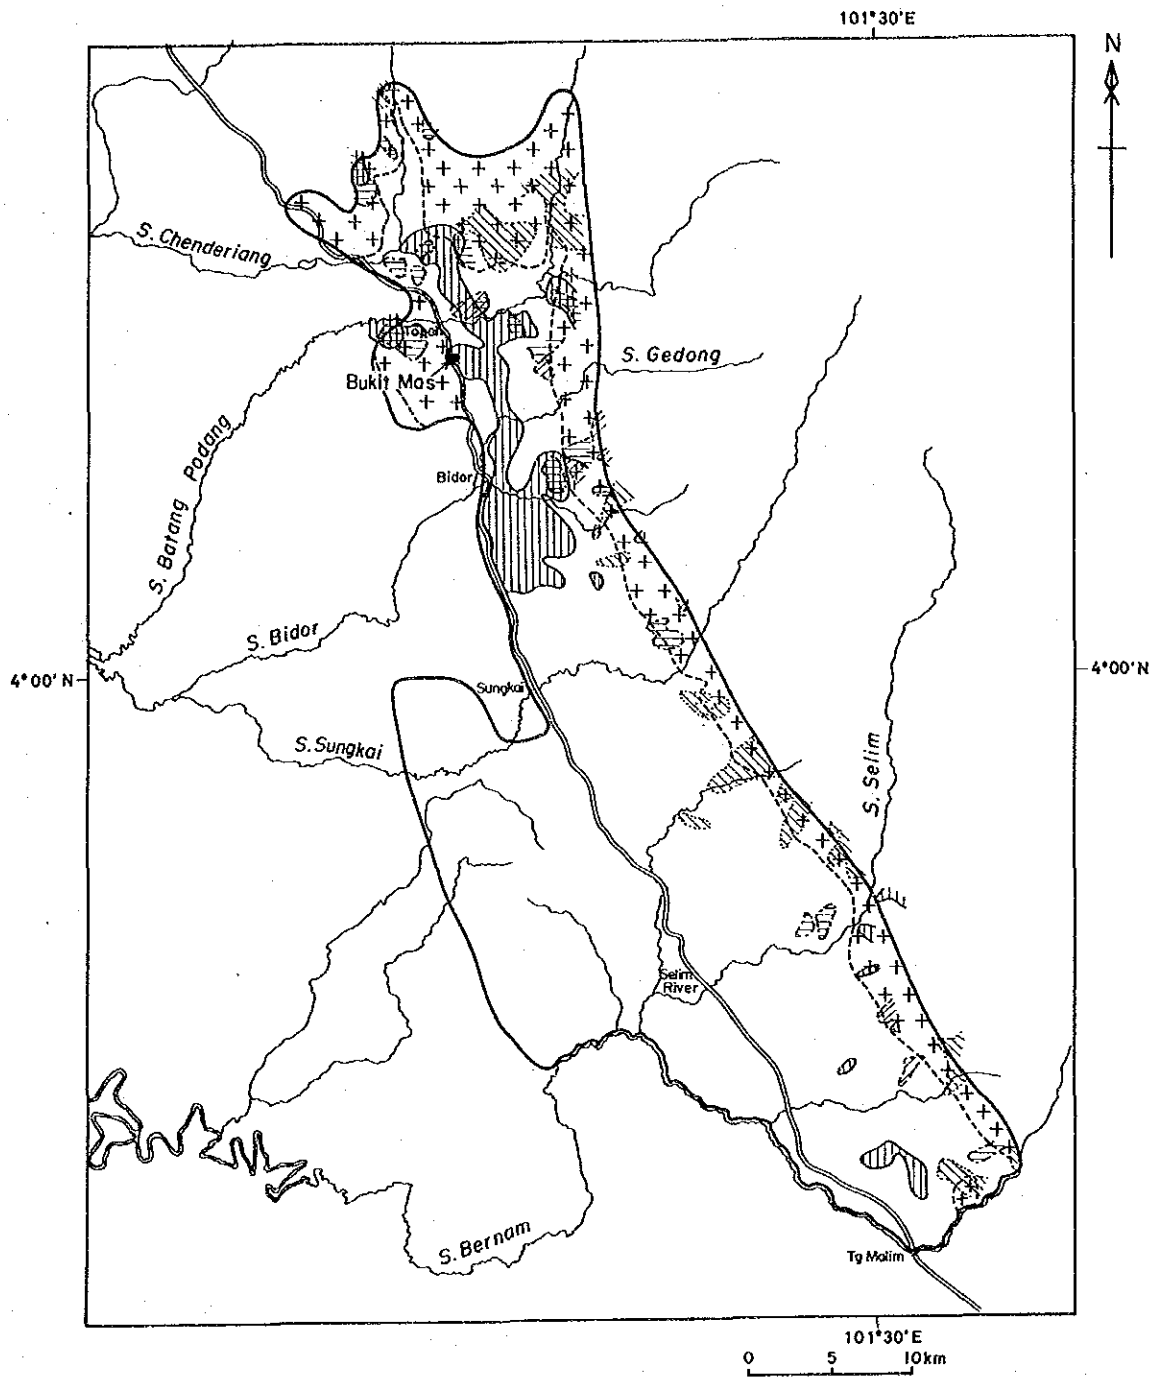 101°30'E
N
S. Chenderiang
Tapah
S. Gedong
Bukit Mas
S. Batang Padang
Bidor
S. Bidor
4°00'N
4°00'N
Sungkai
S. Sungkai
S. Selim
Selim
River
S. Bernam
Tg Malim
101°30'E
0 5 10km